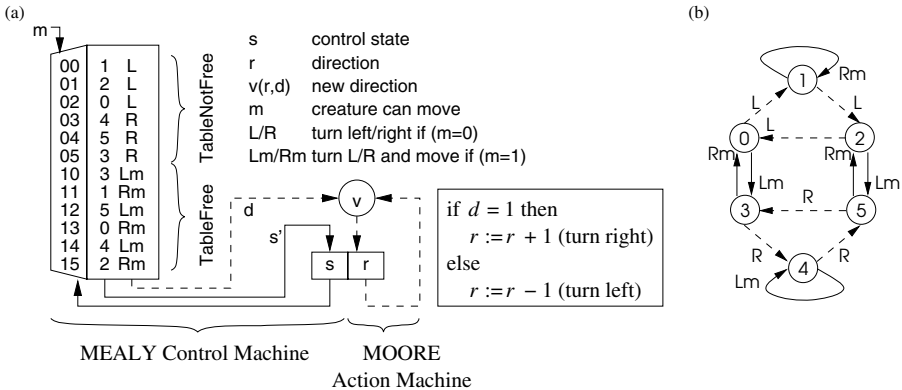 (a)
m
00 1 L
01 2 L
02 0 L
03 4 R
04 5 R
05 3 R
10 3 Lm
11 1 Rm
12 5 Lm
13 0 Rm
14 4 Lm
15 2 Rm
TableNotFree
TableFree
s control state
r direction
v(r,d) new direction
m creature can move
L/R turn left/right if (m=0)
Lm/Rm turn L/R and move if (m=1)
d
v
s'
s r
if d = 1 then
r := r + 1 (turn right)
else
r := r − 1 (turn left)
MEALY Control Machine
MOORE
Action Machine
(b)
1
Rm
L L
0 L 2
Rm Lm Rm Lm
3 R 5
R R
Lm 4